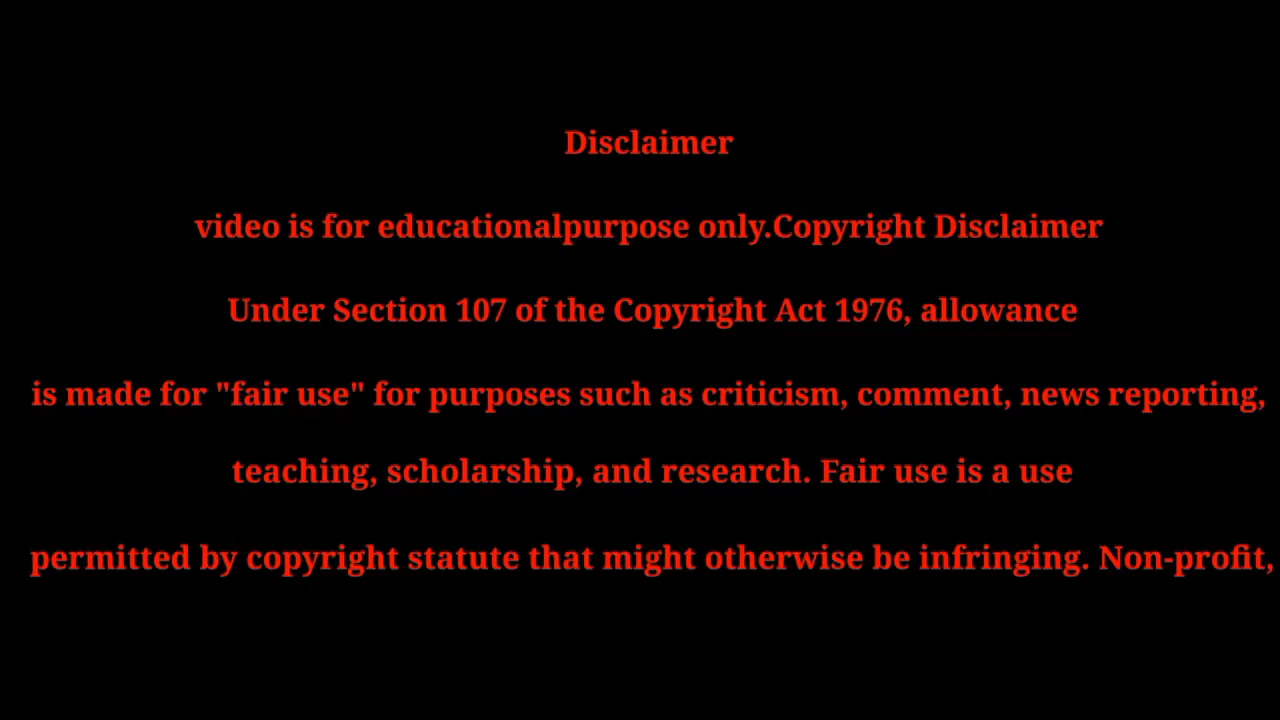 Disclaimer
video is for educationalpurpose only.Copyright Disclaimer
Under Section 107 of the Copyright Act 1976, allowance
is made for "fair use" for purposes such as criticism, comment, news reporting,
teaching, scholarship, and research. Fair use is a use
permitted by copyright statute that might otherwise be infringing. Non-profit,